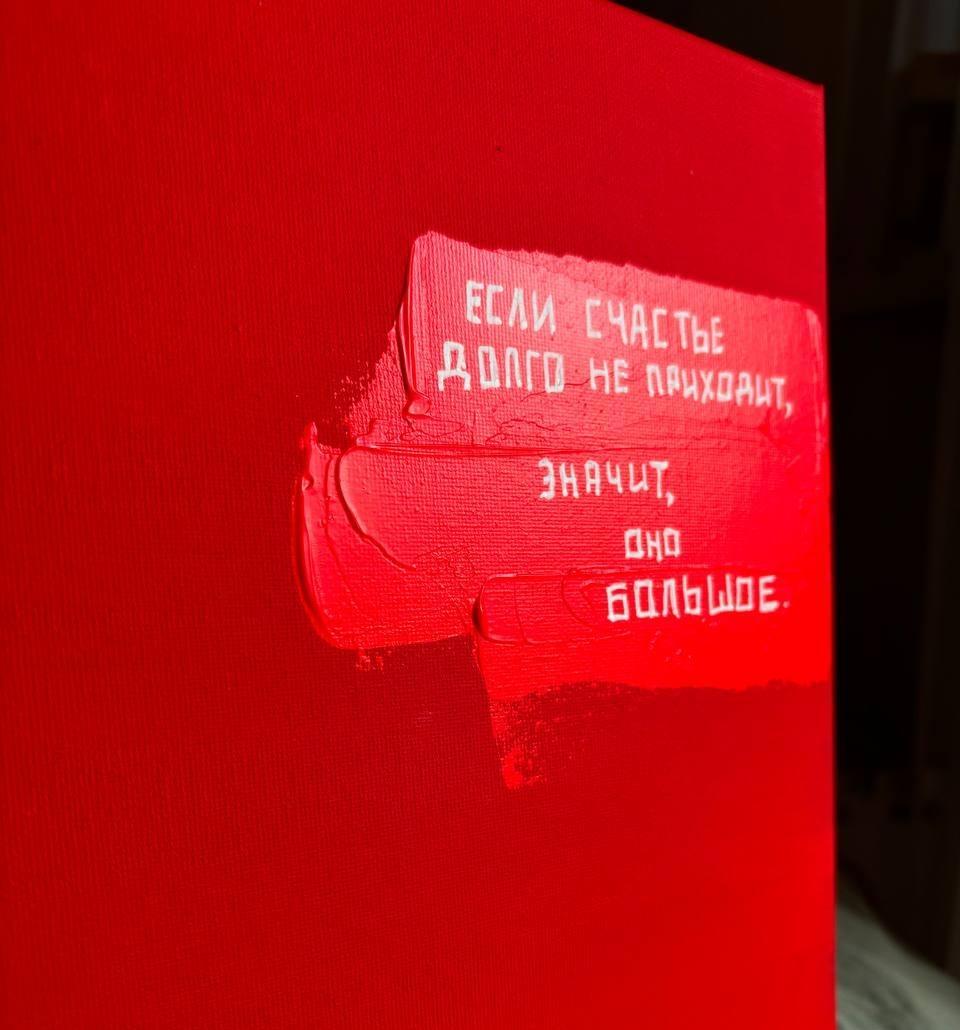 ЕСЛИ СЧАСТЬЕ
ДОЛГО НЕ ПРИХОДИТ,
ЗНАЧИТ,
ОНО
БОЛЬШОЕ.